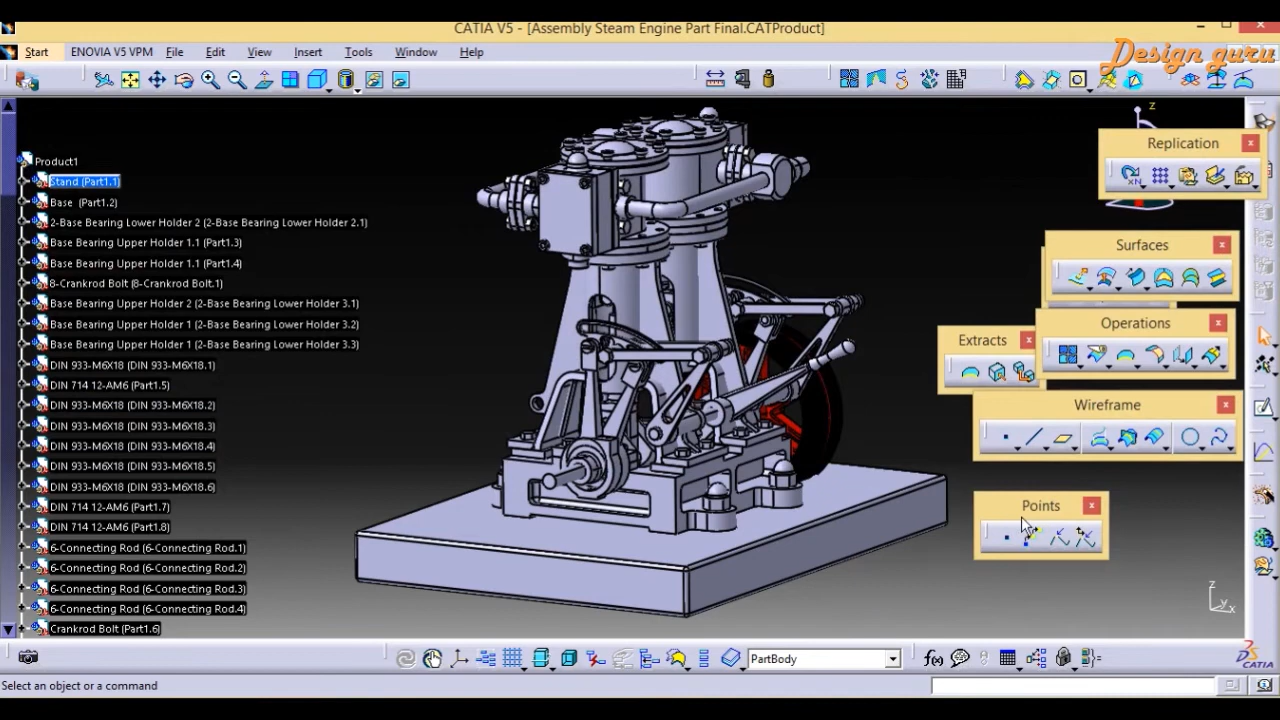 CATIA V5 - [Assembly Steam Engine Part Final.CATProduct]
Design guru
Start ENOVIA V5 VPM File Edit View Insert Tools Window Help
z
Replication
Product1
Stand (Part1.1)
Base (Part1.2)
2-Base Bearing Lower Holder 2 (2-Base Bearing Lower Holder 2.1)
Base Bearing Upper Holder 1.1 (Part1.3)
Base Bearing Upper Holder 1.1 (Part1.4)
8-Crankrod Bolt (8-Crankrod Bolt.1)
Base Bearing Upper Holder 2 (2-Base Bearing Lower Holder 3.1)
Base Bearing Upper Holder 1 (2-Base Bearing Lower Holder 3.2)
Base Bearing Upper Holder 1 (2-Base Bearing Lower Holder 3.3)
DIN 933-M6X18 (DIN 933-M6X18.1)
DIN 714 12-AM6 (Part1.5)
DIN 933-M6X18 (DIN 933-M6X18.2)
DIN 933-M6X18 (DIN 933-M6X18.3)
DIN 933-M6X18 (DIN 933-M6X18.4)
DIN 933-M6X18 (DIN 933-M6X18.5)
DIN 933-M6X18 (DIN 933-M6X18.6)
DIN 714 12-AM6 (Part1.7)
DIN 714 12-AM6 (Part1.8)
6-Connecting Rod (6-Connecting Rod.1)
6-Connecting Rod (6-Connecting Rod.2)
6-Connecting Rod (6-Connecting Rod.3)
6-Connecting Rod (6-Connecting Rod.4)
Crankrod Bolt (Part1.6)
Surfaces
Operations
Extracts
Wireframe
Points
z
y
x
PartBody
f(x)
CATIA
Select an object or a command